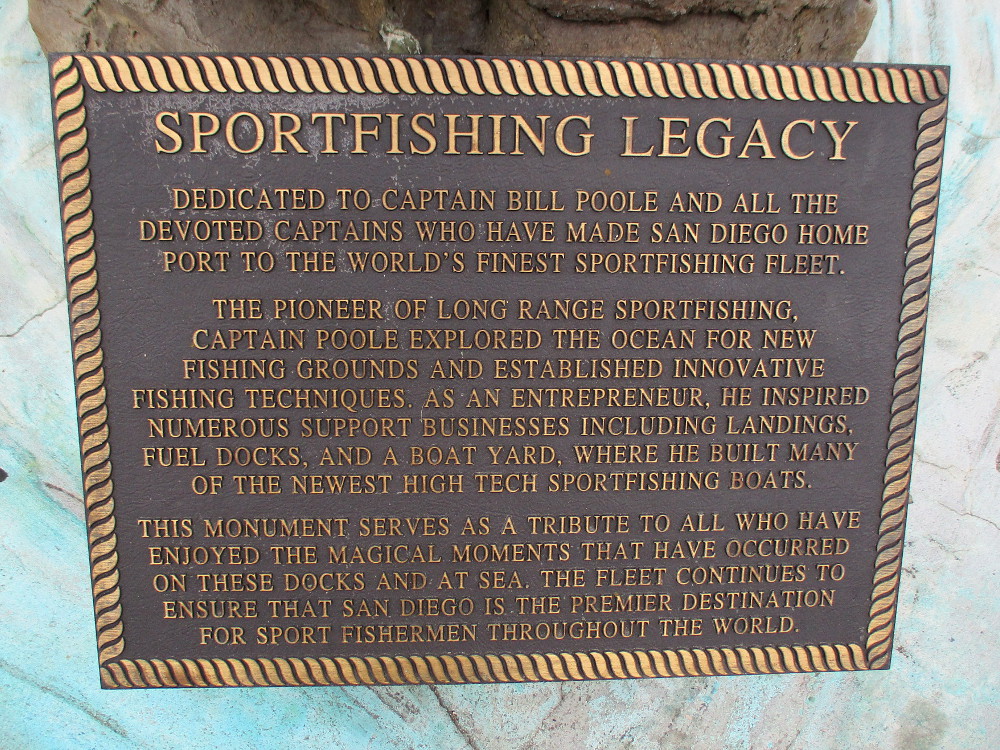 SPORTFISHING LEGACY
DEDICATED TO CAPTAIN BILL POOLE AND ALL THE
DEVOTED CAPTAINS WHO HAVE MADE SAN DIEGO HOME
PORT TO THE WORLD'S FINEST SPORTFISHING FLEET.
THE PIONEER OF LONG RANGE SPORTFISHING,
CAPTAIN POOLE EXPLORED THE OCEAN FOR NEW
FISHING GROUNDS AND ESTABLISHED INNOVATIVE
FISHING TECHNIQUES. AS AN ENTREPRENEUR, HE INSPIRED
NUMEROUS SUPPORT BUSINESSES INCLUDING LANDINGS,
FUEL DOCKS, AND A BOAT YARD, WHERE HE BUILT MANY
OF THE NEWEST HIGH TECH SPORTFISHING BOATS.
THIS MONUMENT SERVES AS A TRIBUTE TO ALL WHO HAVE
ENJOYED THE MAGICAL MOMENTS THAT HAVE OCCURRED
ON THESE DOCKS AND AT SEA. THE FLEET CONTINUES TO
ENSURE THAT SAN DIEGO IS THE PREMIER DESTINATION
FOR SPORT FISHERMEN THROUGHOUT THE WORLD.